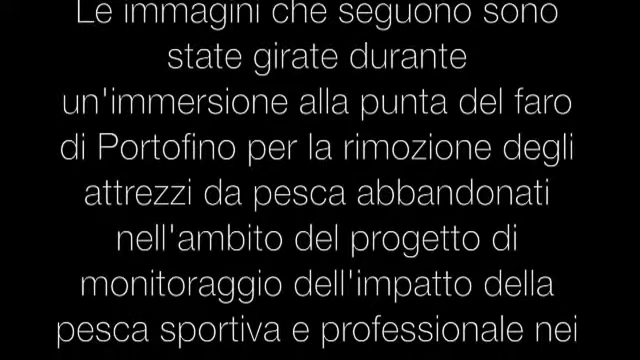 Le immagini che seguono sono
state girate durante
un'immersione alla punta del faro
di Portofino per la rimozione degli
attrezzi da pesca abbandonati
nell'ambito del progetto di
monitoraggio dell'impatto della
pesca sportiva e professionale nei